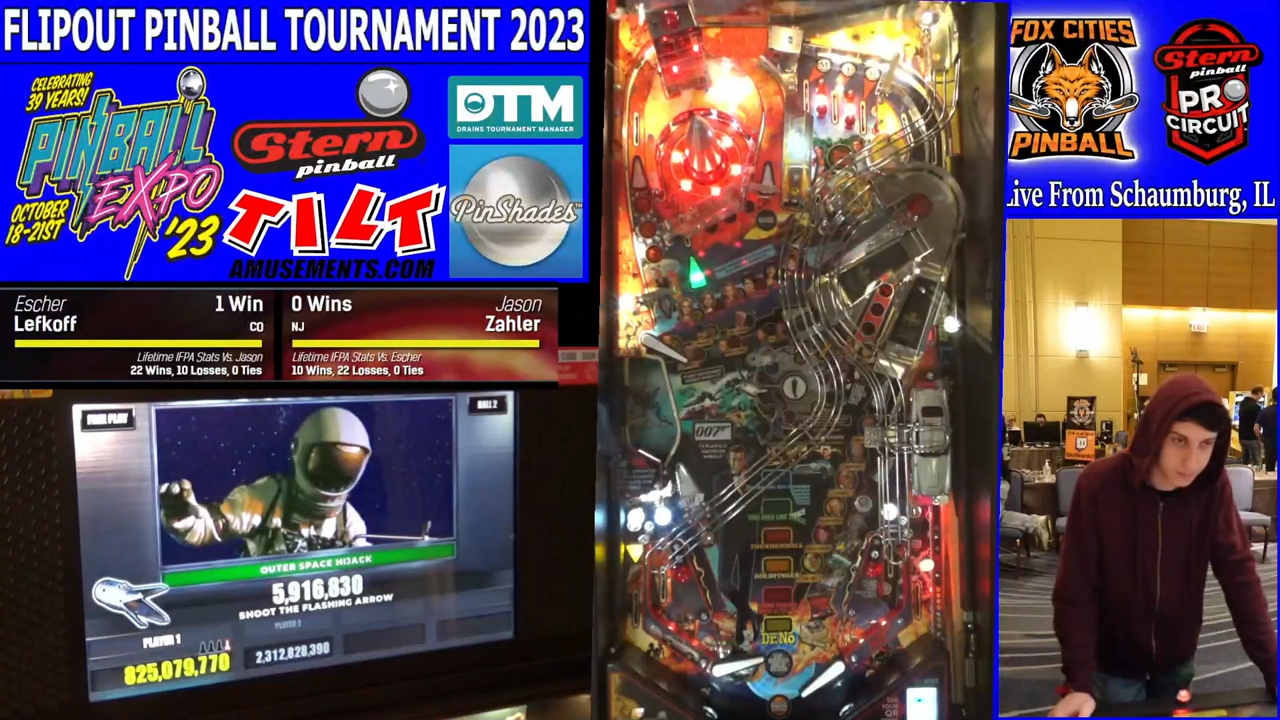 FLIPOUT PINBALL TOURNAMENT 2023
CELEBRATING
39 YEARS!
PINBALL
EXPO
'23
OCTOBER
18-21ST
Stern
pinball
TILT
AMUSEMENTS.COM
DTM
DRAINS TOURNAMENT MANAGER
PinShades
FOX CITIES
PINBALL
Stern
pinball
PRO
CIRCUIT
Live From Schaumburg, IL
Escher
Lefkoff
1 Win
CO
Lifetime IFPA Stats Vs. Jason
22 Wins, 10 Losses, 0 Ties
0 Wins
NJ
Jason
Zahler
Lifetime IFPA Stats Vs. Escher
10 Wins, 22 Losses, 0 Ties
FREE PLAY
BALL 2
OUTER SPACE HIJACK
5,916,830
SHOOT THE FLASHING ARROW
PLAYER 1
825,079,770
PLAYER 2
2,312,828,390
007
THUNDERBALL
GOLDFINGER
Dr. No
EXIT